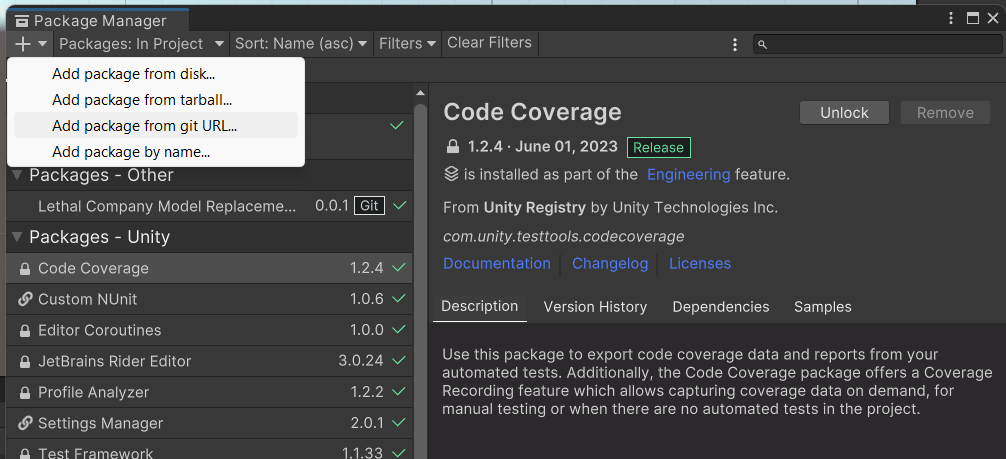 Package Manager
Packages: In Project Sort: Name (asc) Filters Clear Filters
Add package from disk...
Add package from tarball...
Add package from git URL...
Add package by name...
Packages - Other
Lethal Company Model Replaceme... 0.0.1 Git
Packages - Unity
Code Coverage 1.2.4
Custom NUnit 1.0.6
Editor Coroutines 1.0.0
JetBrains Rider Editor 3.0.24
Profile Analyzer 1.2.2
Settings Manager 2.0.1
Test Framework 1.1.33
Code Coverage Unlock Remove
1.2.4 · June 01, 2023 Release
is installed as part of the Engineering feature.
From Unity Registry by Unity Technologies Inc.
com.unity.testtools.codecoverage
Documentation Changelog Licenses
Description Version History Dependencies Samples
Use this package to export code coverage data and reports from your
automated tests. Additionally, the Code Coverage package offers a Coverage
Recording feature which allows capturing coverage data on demand, for
manual testing or when there are no automated tests in the project.